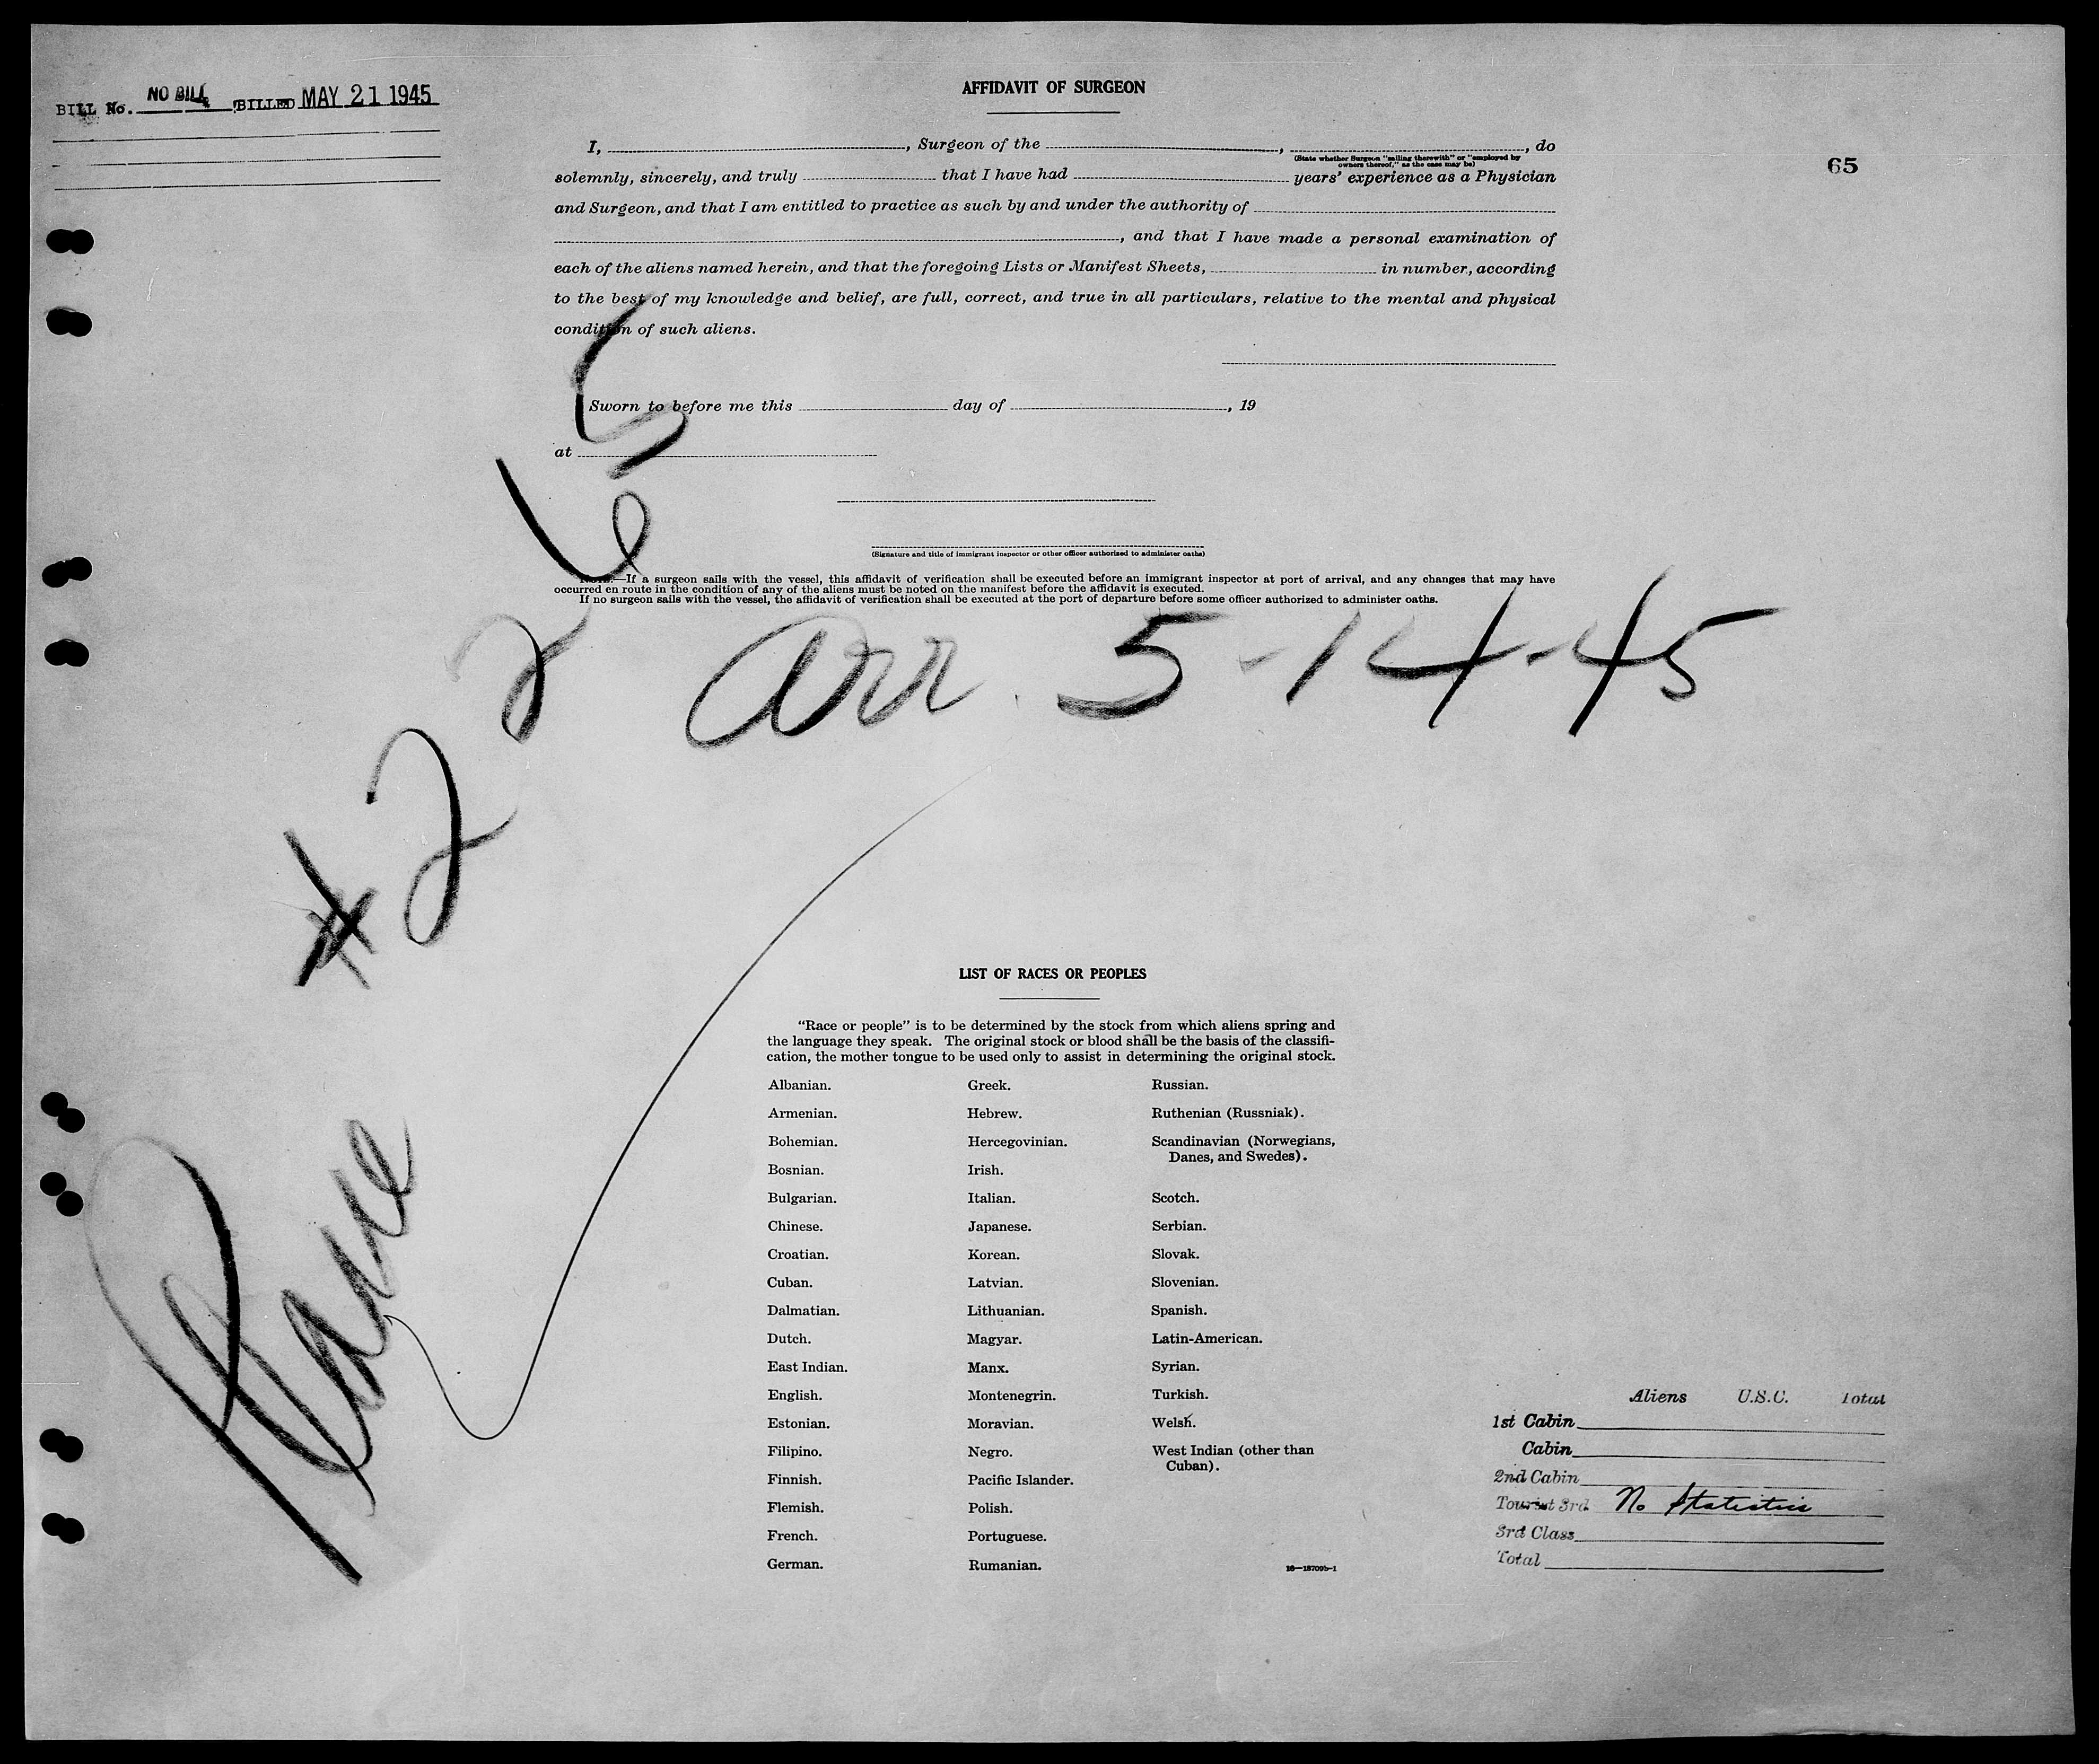 BILL No. NO BILL BILLED MAY 21 1945
AFFIDAVIT OF SURGEON
65
I, , Surgeon of the , , do
(State whether Surgeon "sailing therewith" or "employed by
owners thereof," as the case may be)
solemnly, sincerely, and truly that I have had years' experience as a Physician
and Surgeon, and that I am entitled to practice as such by and under the authority of
, and that I have made a personal examination of
each of the aliens named herein, and that the foregoing Lists or Manifest Sheets, in number, according
to the best of my knowledge and belief, are full, correct, and true in all particulars, relative to the mental and physical
condition of such aliens.
Sworn to before me this day of , 19
at
(Signature and title of immigrant inspector or other officer authorized to administer oaths)
NOTE.—If a surgeon sails with the vessel, this affidavit of verification shall be executed before an immigrant inspector at port of arrival, and any changes that may have
occurred en route in the condition of any of the aliens must be noted on the manifest before the affidavit is executed.
If no surgeon sails with the vessel, the affidavit of verification shall be executed at the port of departure before some officer authorized to administer oaths.
Plane #2265
arr. 5-14-45
LIST OF RACES OR PEOPLES
"Race or people" is to be determined by the stock from which aliens spring and
the language they speak. The original stock or blood shall be the basis of the classifi-
cation, the mother tongue to be used only to assist in determining the original stock.
Albanian.
Armenian.
Bohemian.
Bosnian.
Bulgarian.
Chinese.
Croatian.
Cuban.
Dalmatian.
Dutch.
East Indian.
English.
Estonian.
Filipino.
Finnish.
Flemish.
French.
German.
Greek.
Hebrew.
Hercegovinian.
Irish.
Italian.
Japanese.
Korean.
Latvian.
Lithuanian.
Magyar.
Manx.
Montenegrin.
Moravian.
Negro.
Pacific Islander.
Polish.
Portuguese.
Rumanian.
Russian.
Ruthenian (Russniak).
Scandinavian (Norwegians,
Danes, and Swedes).
Scotch.
Serbian.
Slovak.
Slovenian.
Spanish.
Latin-American.
Syrian.
Turkish.
Welsh.
West Indian (other than
Cuban).
Aliens U.S.C. Total
1st Cabin
Cabin
2nd Cabin
Tourist 3rd No Statistics
3rd Class
Total